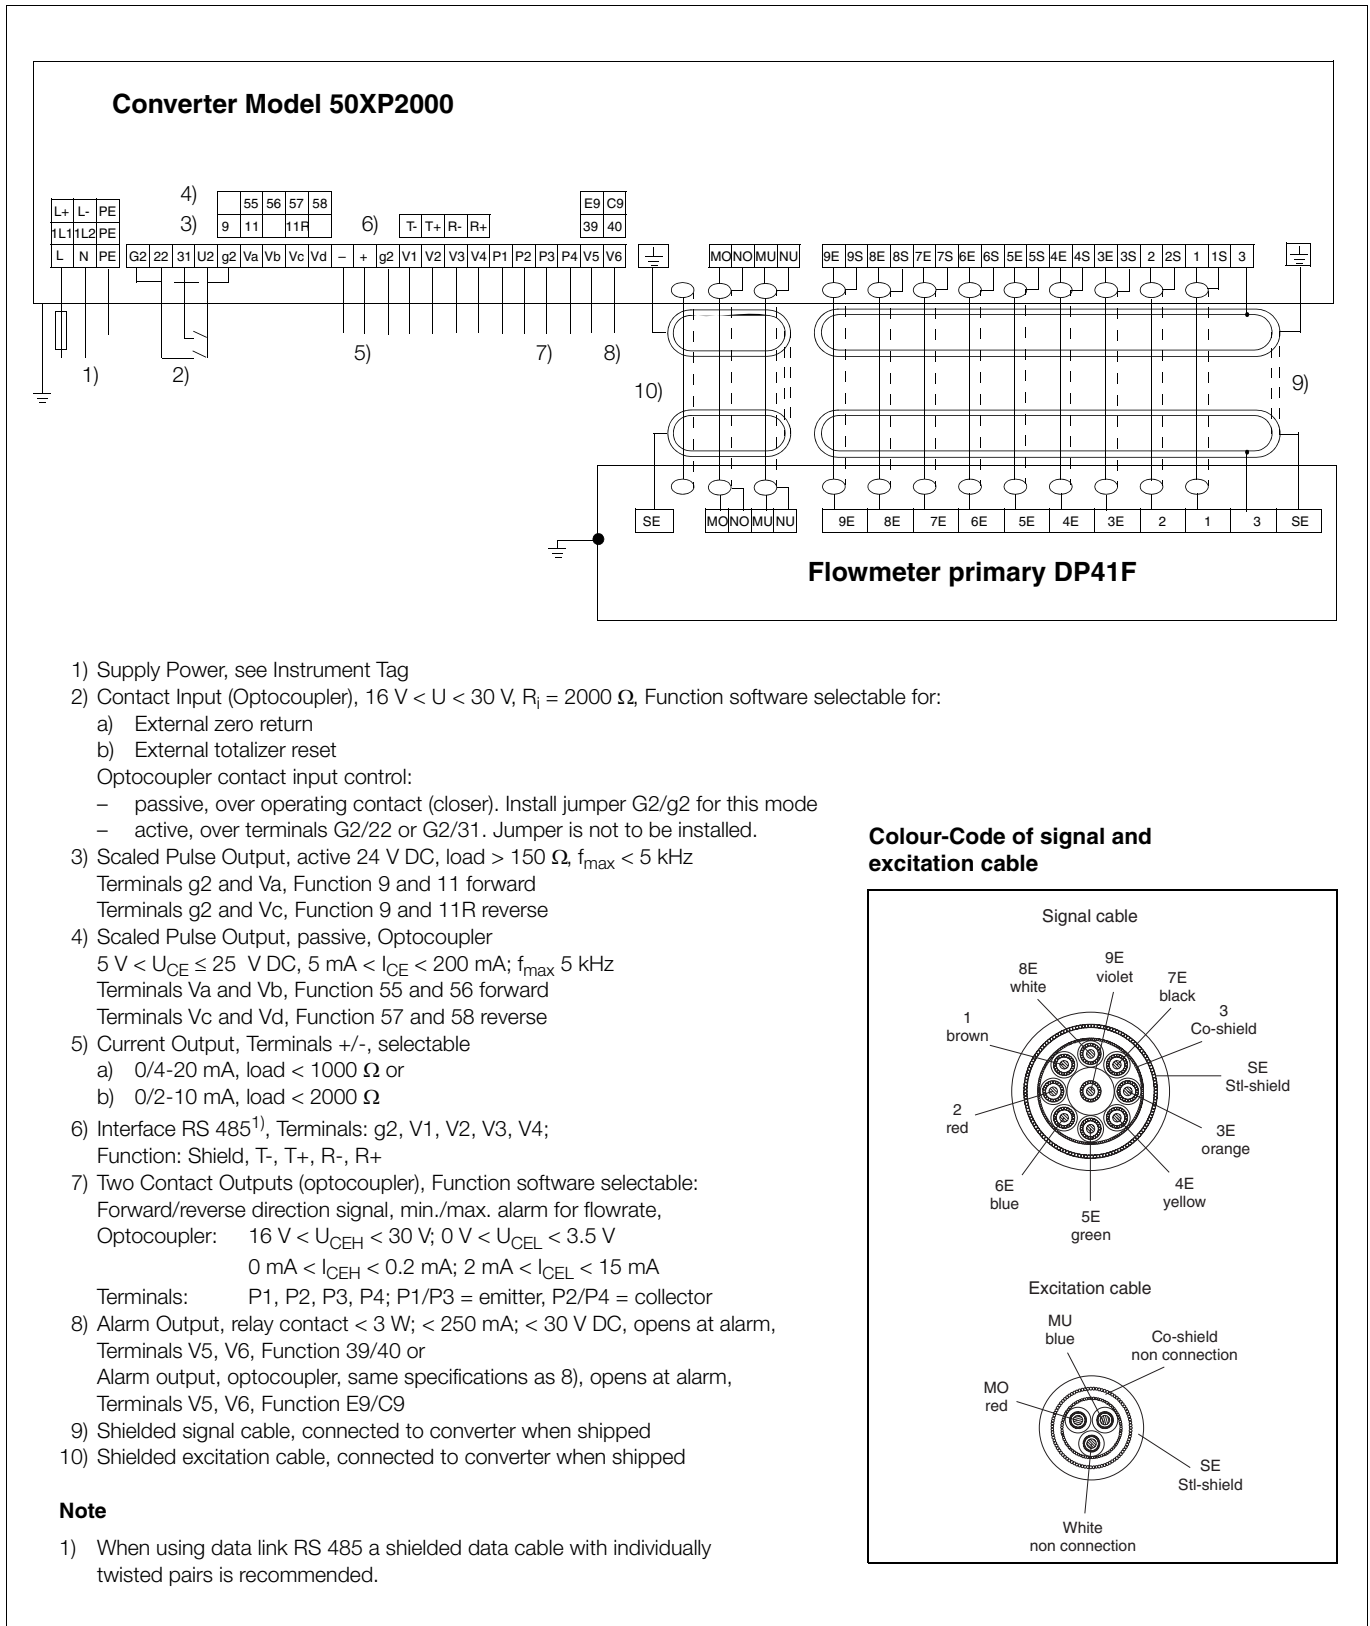 Converter Model 50XP2000
4) 55 56 57 58 E9 C9
L+ L- PE 3) 9 11 11R 6) T- T+ R- R+ 39 40
1L1 1L2 PE
L N PE G2 22 31 U2 g2 Va Vb Vc Vd – + g2 V1 V2 V3 V4 P1 P2 P3 P4 V5 V6 MO NO MU NU 9E 9S 8E 8S 7E 7S 6E 6S 5E 5S 4E 4S 3E 3S 2 2S 1 1S 3
1) 2) 5) 7) 8) 10) 9)
SE MO NO MU NU 9E 8E 7E 6E 5E 4E 3E 2 1 3 SE
Flowmeter primary DP41F
1) Supply Power, see Instrument Tag
2) Contact Input (Optocoupler), 16 V < U < 30 V, Ri = 2000 Ω, Function software selectable for:
a) External zero return
b) External totalizer reset
Optocoupler contact input control:
– passive, over operating contact (closer). Install jumper G2/g2 for this mode
– active, over terminals G2/22 or G2/31. Jumper is not to be installed.
3) Scaled Pulse Output, active 24 V DC, load > 150 Ω, fmax < 5 kHz
Terminals g2 and Va, Function 9 and 11 forward
Terminals g2 and Vc, Function 9 and 11R reverse
4) Scaled Pulse Output, passive, Optocoupler
5 V < UCE ≤ 25 V DC, 5 mA < ICE < 200 mA; fmax 5 kHz
Terminals Va and Vb, Function 55 and 56 forward
Terminals Vc and Vd, Function 57 and 58 reverse
5) Current Output, Terminals +/-, selectable
a) 0/4-20 mA, load < 1000 Ω or
b) 0/2-10 mA, load < 2000 Ω
6) Interface RS 485¹⁾, Terminals: g2, V1, V2, V3, V4;
Function: Shield, T-, T+, R-, R+
7) Two Contact Outputs (optocoupler), Function software selectable:
Forward/reverse direction signal, min./max. alarm for flowrate,
Optocoupler: 16 V < UCEH < 30 V; 0 V < UCEL < 3.5 V
0 mA < ICEH < 0.2 mA; 2 mA < ICEL < 15 mA
Terminals: P1, P2, P3, P4; P1/P3 = emitter, P2/P4 = collector
8) Alarm Output, relay contact < 3 W; < 250 mA; < 30 V DC, opens at alarm,
Terminals V5, V6, Function 39/40 or
Alarm output, optocoupler, same specifications as 8), opens at alarm,
Terminals V5, V6, Function E9/C9
9) Shielded signal cable, connected to converter when shipped
10) Shielded excitation cable, connected to converter when shipped
Note
1) When using data link RS 485 a shielded data cable with individually
twisted pairs is recommended.
Colour-Code of signal and
excitation cable
Signal cable
9E
violet
8E
white
7E
black
1
brown
3
Co-shield
SE
Stl-shield
2
red
3E
orange
6E
blue
4E
yellow
5E
green
Excitation cable
MU
blue
Co-shield
non connection
MO
red
SE
Stl-shield
White
non connection